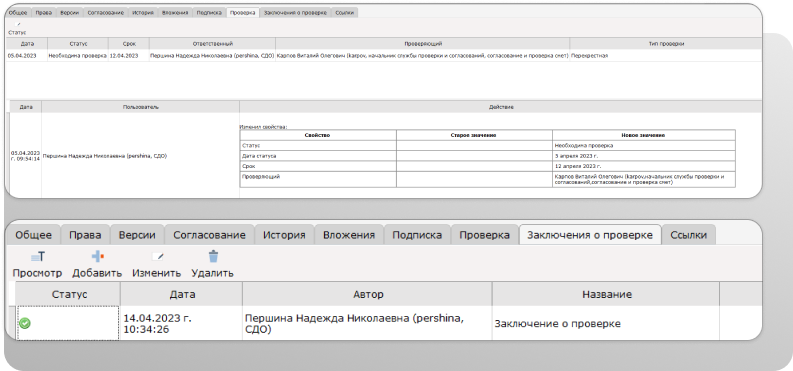 Общее Права Версии Согласование История Вложения Подписка Проверка Заключения о проверке Ссылки
Статус
Дата Статус Срок Ответственный Проверяющий Тип проверки
05.04.2023 Необходима проверка 12.04.2023 Першина Надежда Николаевна (pershina, СДО) Карпов Виталий Олегович (karpov, начальник службы проверки и согласований, согласование и проверка смет) Перекрестная
Дата Пользователь Действие
Изменил свойства:
Свойство Старое значение Новое значение
Статус Необходима проверка
05.04.2023
г. 09:54:14
Першина Надежда Николаевна (pershina, СДО)
Дата статуса 5 апреля 2023 г.
Срок 12 апреля 2023 г.
Проверяющий Карпов Виталий Олегович (karpov,начальник службы проверки и
согласований,согласование и проверка смет)
Общее Права Версии Согласование История Вложения Подписка Проверка Заключения о проверке Ссылки
Просмотр Добавить Изменить Удалить
Статус Дата Автор Название
14.04.2023 г.
10:34:26
Першина Надежда Николаевна (pershina,
СДО)
Заключение о проверке